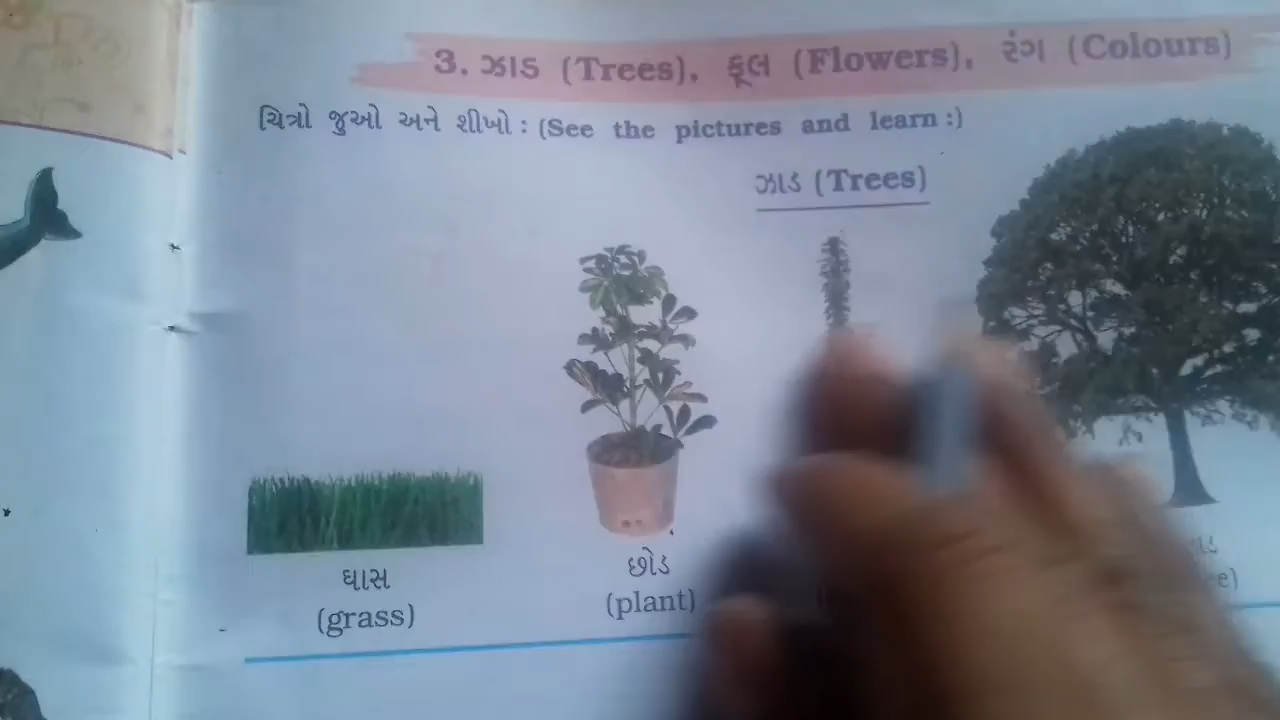 3. ઝાડ (Trees), ફૂલ (Flowers), રંગ (Colours)
ચિત્રો જુઓ અને શીખો : (See the pictures and learn :)
ઝાડ (Trees)
ઘાસ
(grass)
છોડ
(plant)